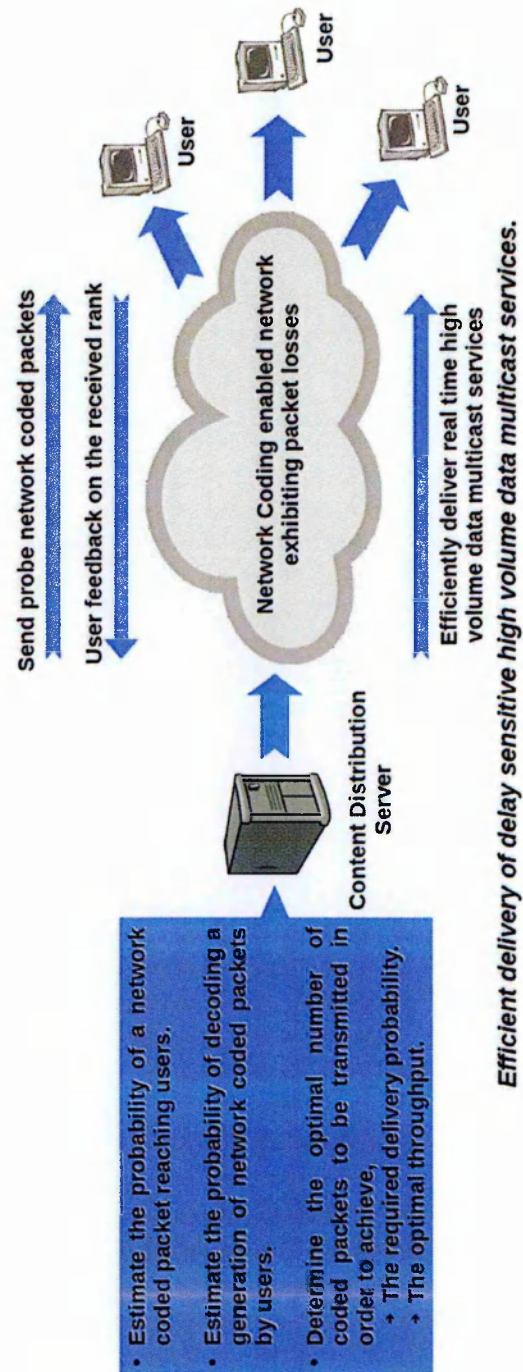 Send probe network coded packets
User feedback on the received rank
• Estimate the probability of a network
coded packet reaching users.
• Estimate the probability of decoding a
generation of network coded packets
by users.
• Determine the optimal number of
coded packets to be transmitted in
order to achieve,
→ The required delivery probability.
→ The optimal throughput.
Content Distribution
Server
Network Coding enabled network
exhibiting packet losses
User
User
User
Efficiently deliver real time high
volume data multicast services
Efficient delivery of delay sensitive high volume data multicast services.